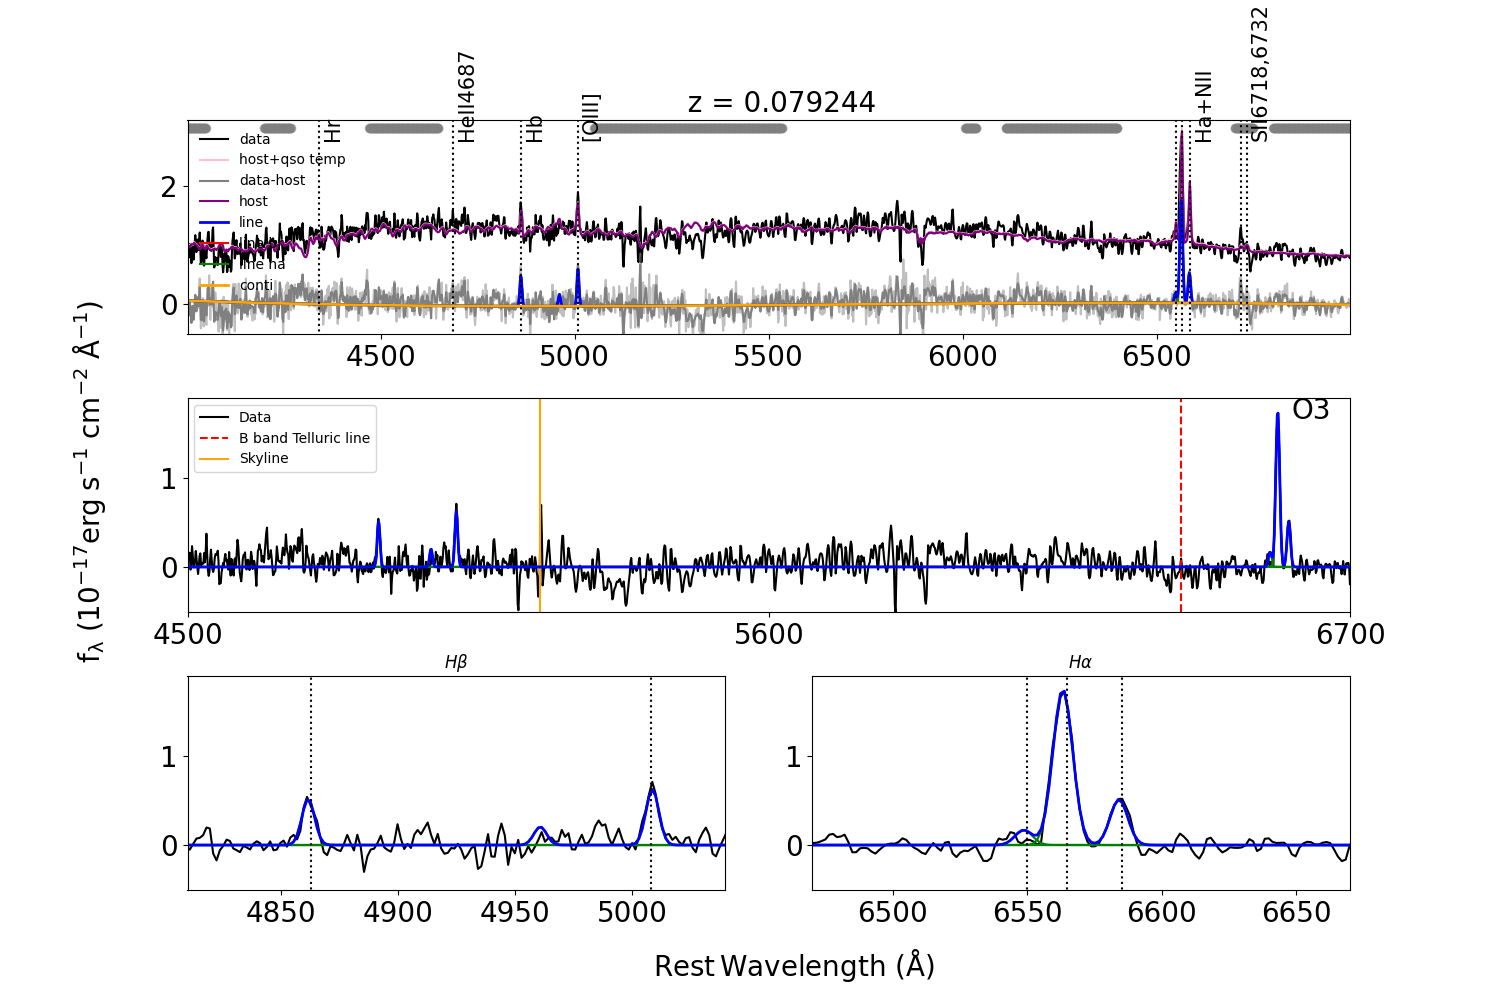 z = 0.079244
Hr
HeII4687
Hb
[OIII]
Ha+NII
SII6718,6732
data
host+qso temp
data-host
host
line
line ha
conti
2
0
4500 5000 5500 6000 6500
fλ (10⁻¹⁷erg s⁻¹ cm⁻² Å⁻¹)
Data
B band Telluric line
Skyline
O3
1
0
4500 5600 6700
Hβ
1
0
4850 4900 4950 5000
Hα
1
0
6500 6550 6600 6650
Rest Wavelength (Å)